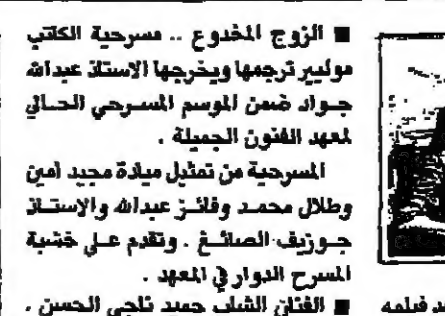 ■ الزوج المخدوع .. مسرحية الكاتب
موليير ترجمها ويخرجها الاستاذ عبدالله
جواد ضمن الموسم المسرحي الحالي
لمعهد الفنون الجميلة .
المسرحية من تمثيل ميادة مجيد امين
وطلال محمد وفائز عبدالله والاستاذ
جوزيف الصائغ . وتقدم على خشبة
المسرح الدوار في المعهد .
■ الفنان الشاب حميد ناجي الحسن .
فيلمه